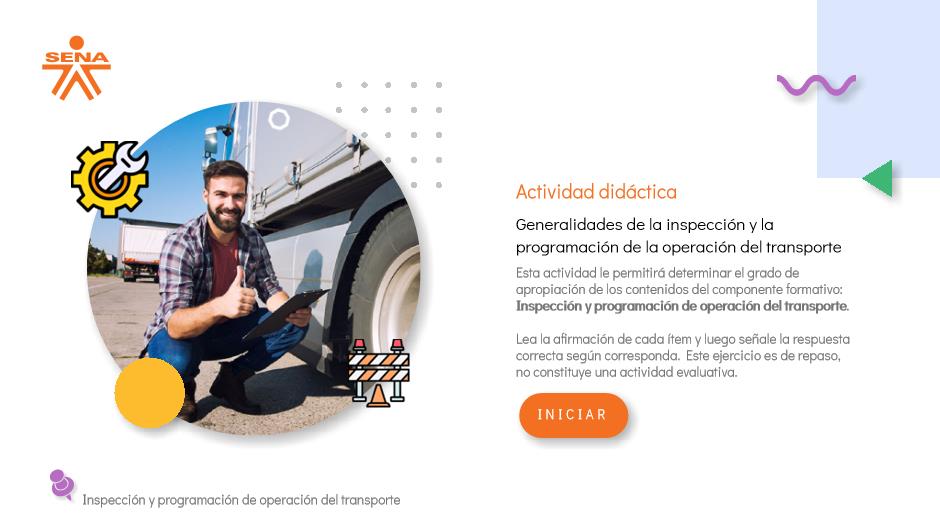 SENA
Actividad didáctica
Generalidades de la inspección y la
programación de la operación del transporte
Esta actividad le permitirá determinar el grado de
apropiación de los contenidos del componente formativo:
Inspección y programación de operación del transporte.
Lea la afirmación de cada ítem y luego señale la respuesta
correcta según corresponda. Este ejercicio es de repaso,
no constituye una actividad evaluativa.
INICIAR
Inspección y programación de operación del transporte